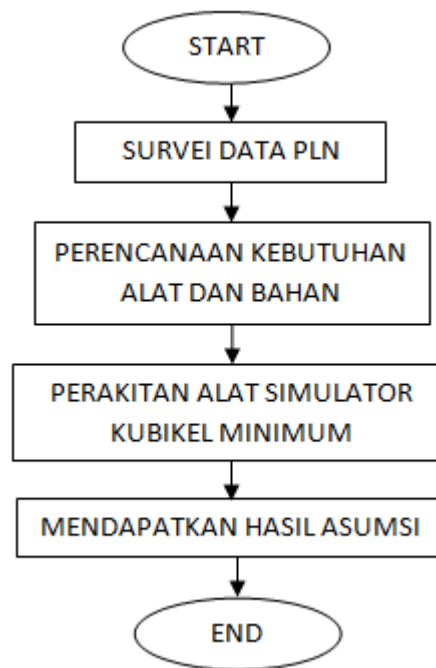 START
SURVEI DATA PLN
PERENCANAAN KEBUTUHAN
ALAT DAN BAHAN
PERAKITAN ALAT SIMULATOR
KUBIKEL MINIMUM
MENDAPATKAN HASIL ASUMSI
END